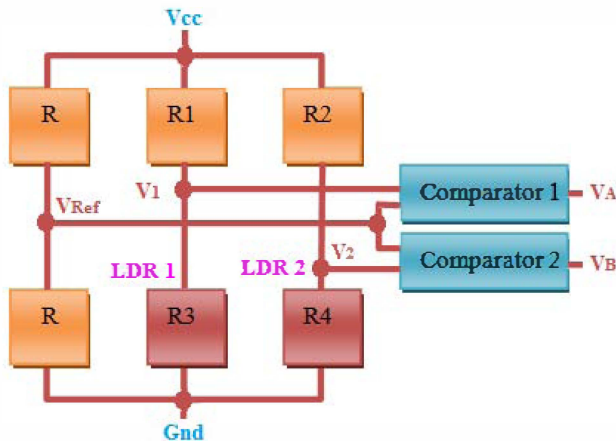 Vcc
R
R1
R2
V1
VRef
Comparator 1
VA
V2
LDR 1
LDR 2
Comparator 2
VB
R
R3
R4
Gnd